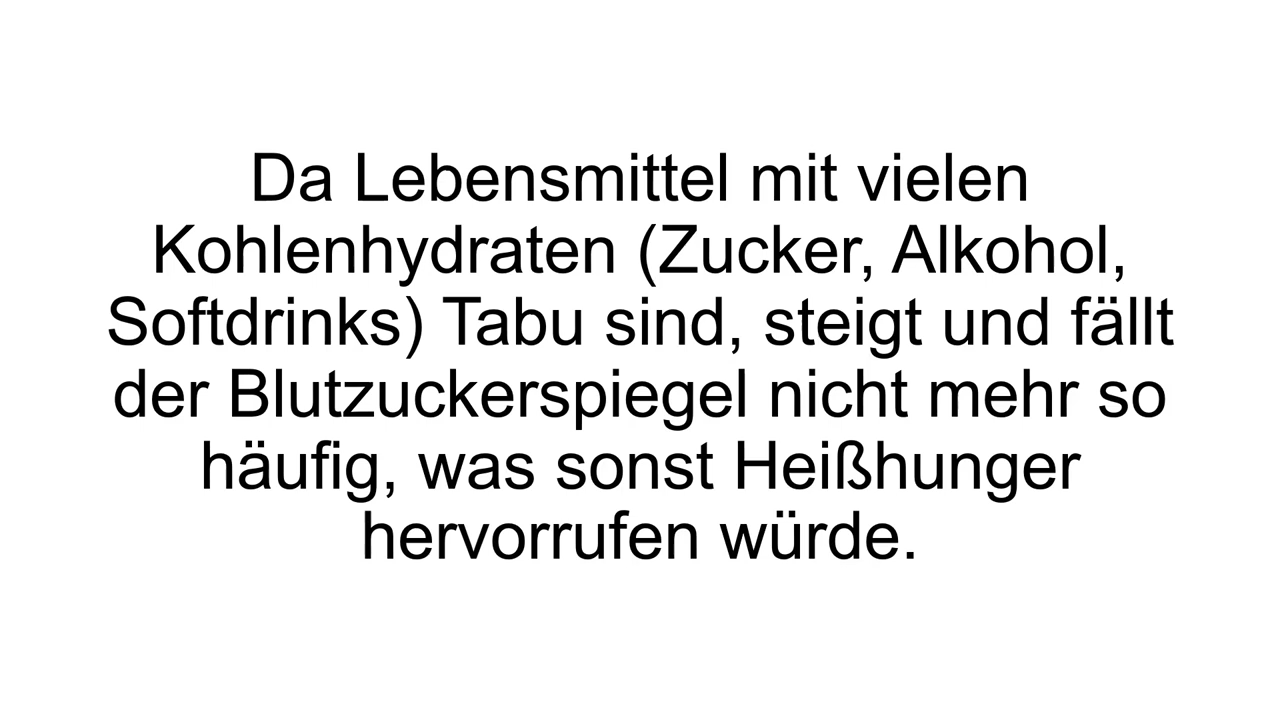 Da Lebensmittel mit vielen
Kohlenhydraten (Zucker, Alkohol,
Softdrinks) Tabu sind, steigt und fällt
der Blutzuckerspiegel nicht mehr so
häufig, was sonst Heißhunger
hervorrufen würde.